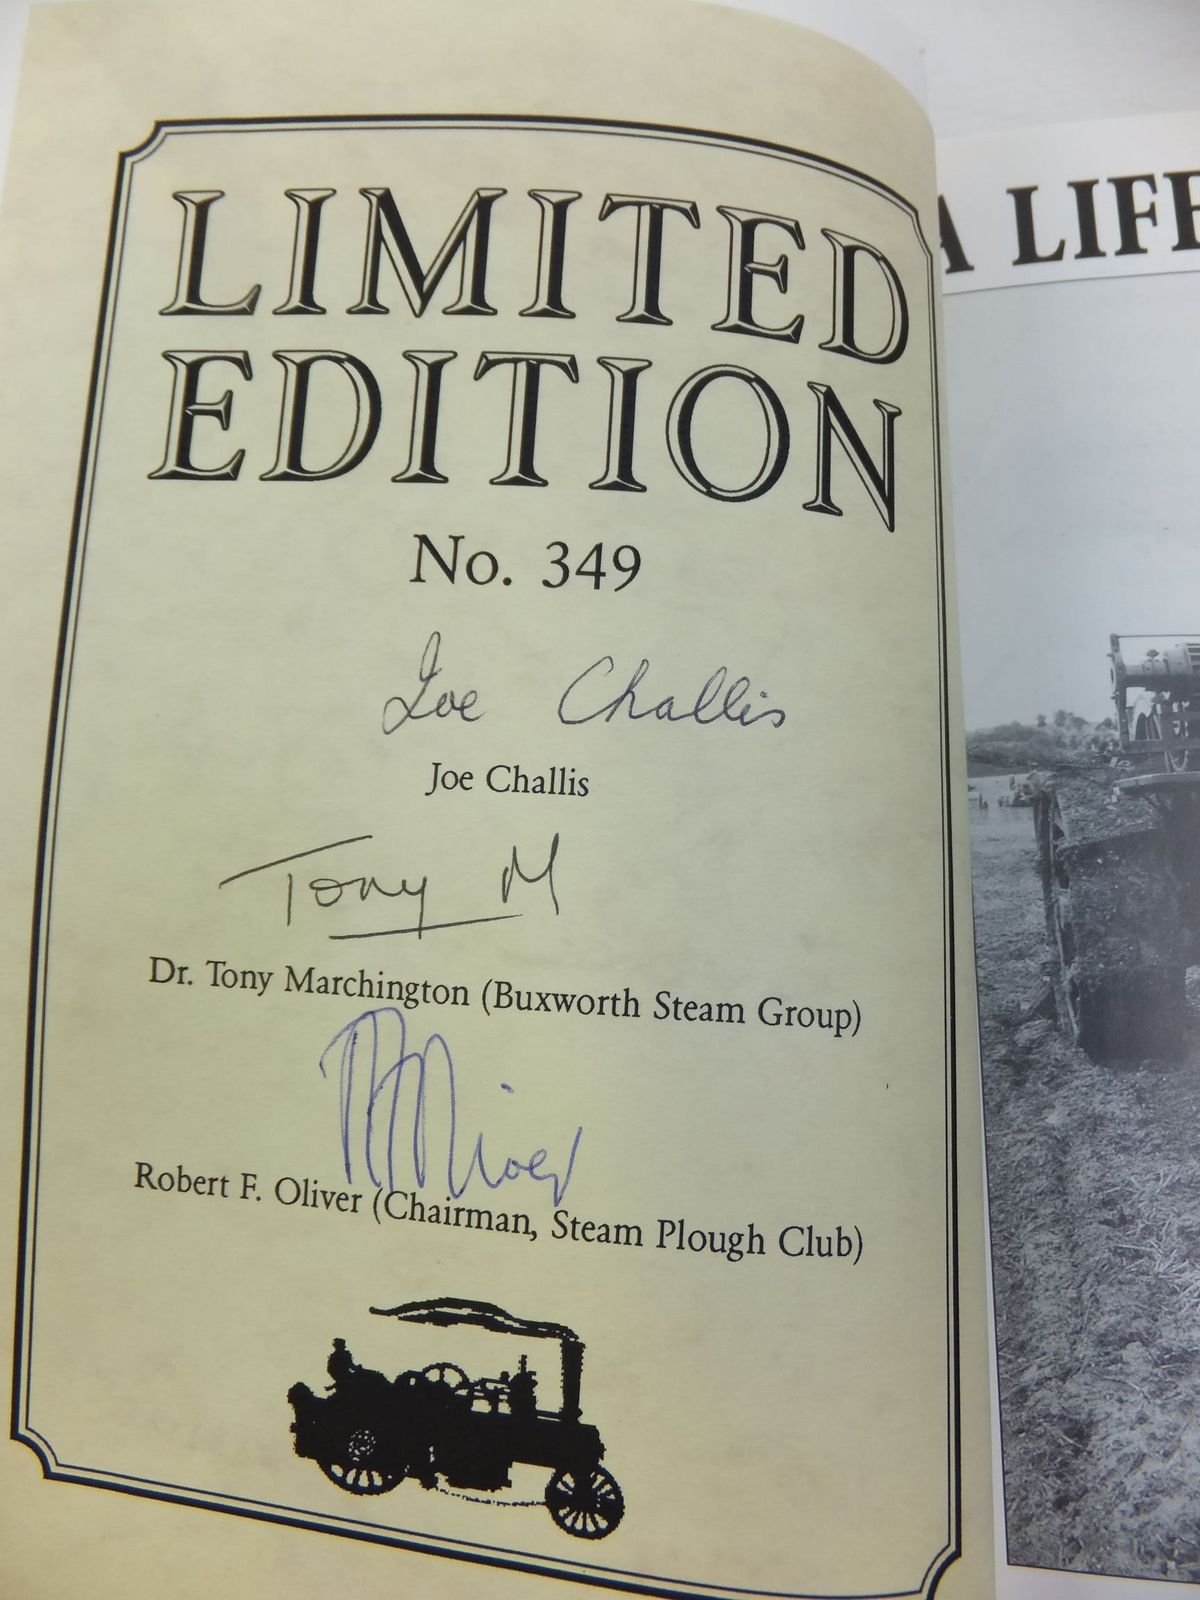 LIMITED
EDITION
No. 349
Joe Challis
Joe Challis
Tony M
Dr. Tony Marchington (Buxworth Steam Group)
R F Oliver
Robert F. Oliver (Chairman, Steam Plough Club)
A LIFE